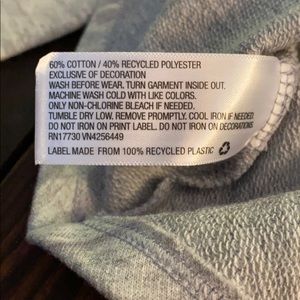 60% COTTON / 40% RECYCLED POLYESTER
EXCLUSIVE OF DECORATION
WASH BEFORE WEAR. TURN GARMENT INSIDE OUT.
MACHINE WASH COLD WITH LIKE COLORS.
ONLY NON-CHLORINE BLEACH IF NEEDED.
TUMBLE DRY LOW. REMOVE PROMPTLY. COOL IRON IF NEEDED.
DO NOT IRON ON PRINT LABEL. DO NOT IRON ON DECORATIONS.
RN17730 VN4256449
LABEL MADE FROM 100% RECYCLED PLASTIC